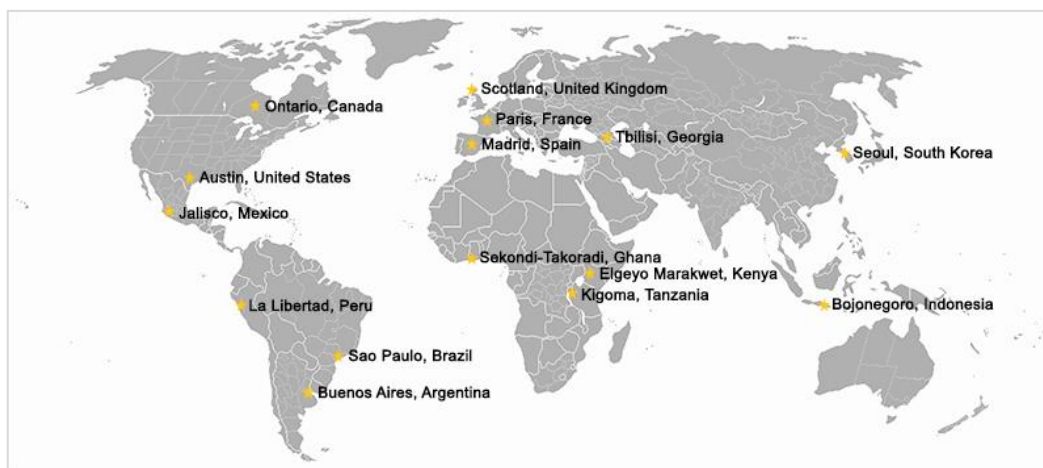 Scotland, United Kingdom
Ontario, Canada
Paris, France
Tbilisi, Georgia
Madrid, Spain
Seoul, South Korea
Austin, United States
Jalisco, Mexico
Sekondi-Takoradi, Ghana
Elgeyo Marakwet, Kenya
Kigoma, Tanzania
La Libertad, Peru
Bojonegoro, Indonesia
Sao Paulo, Brazil
Buenos Aires, Argentina